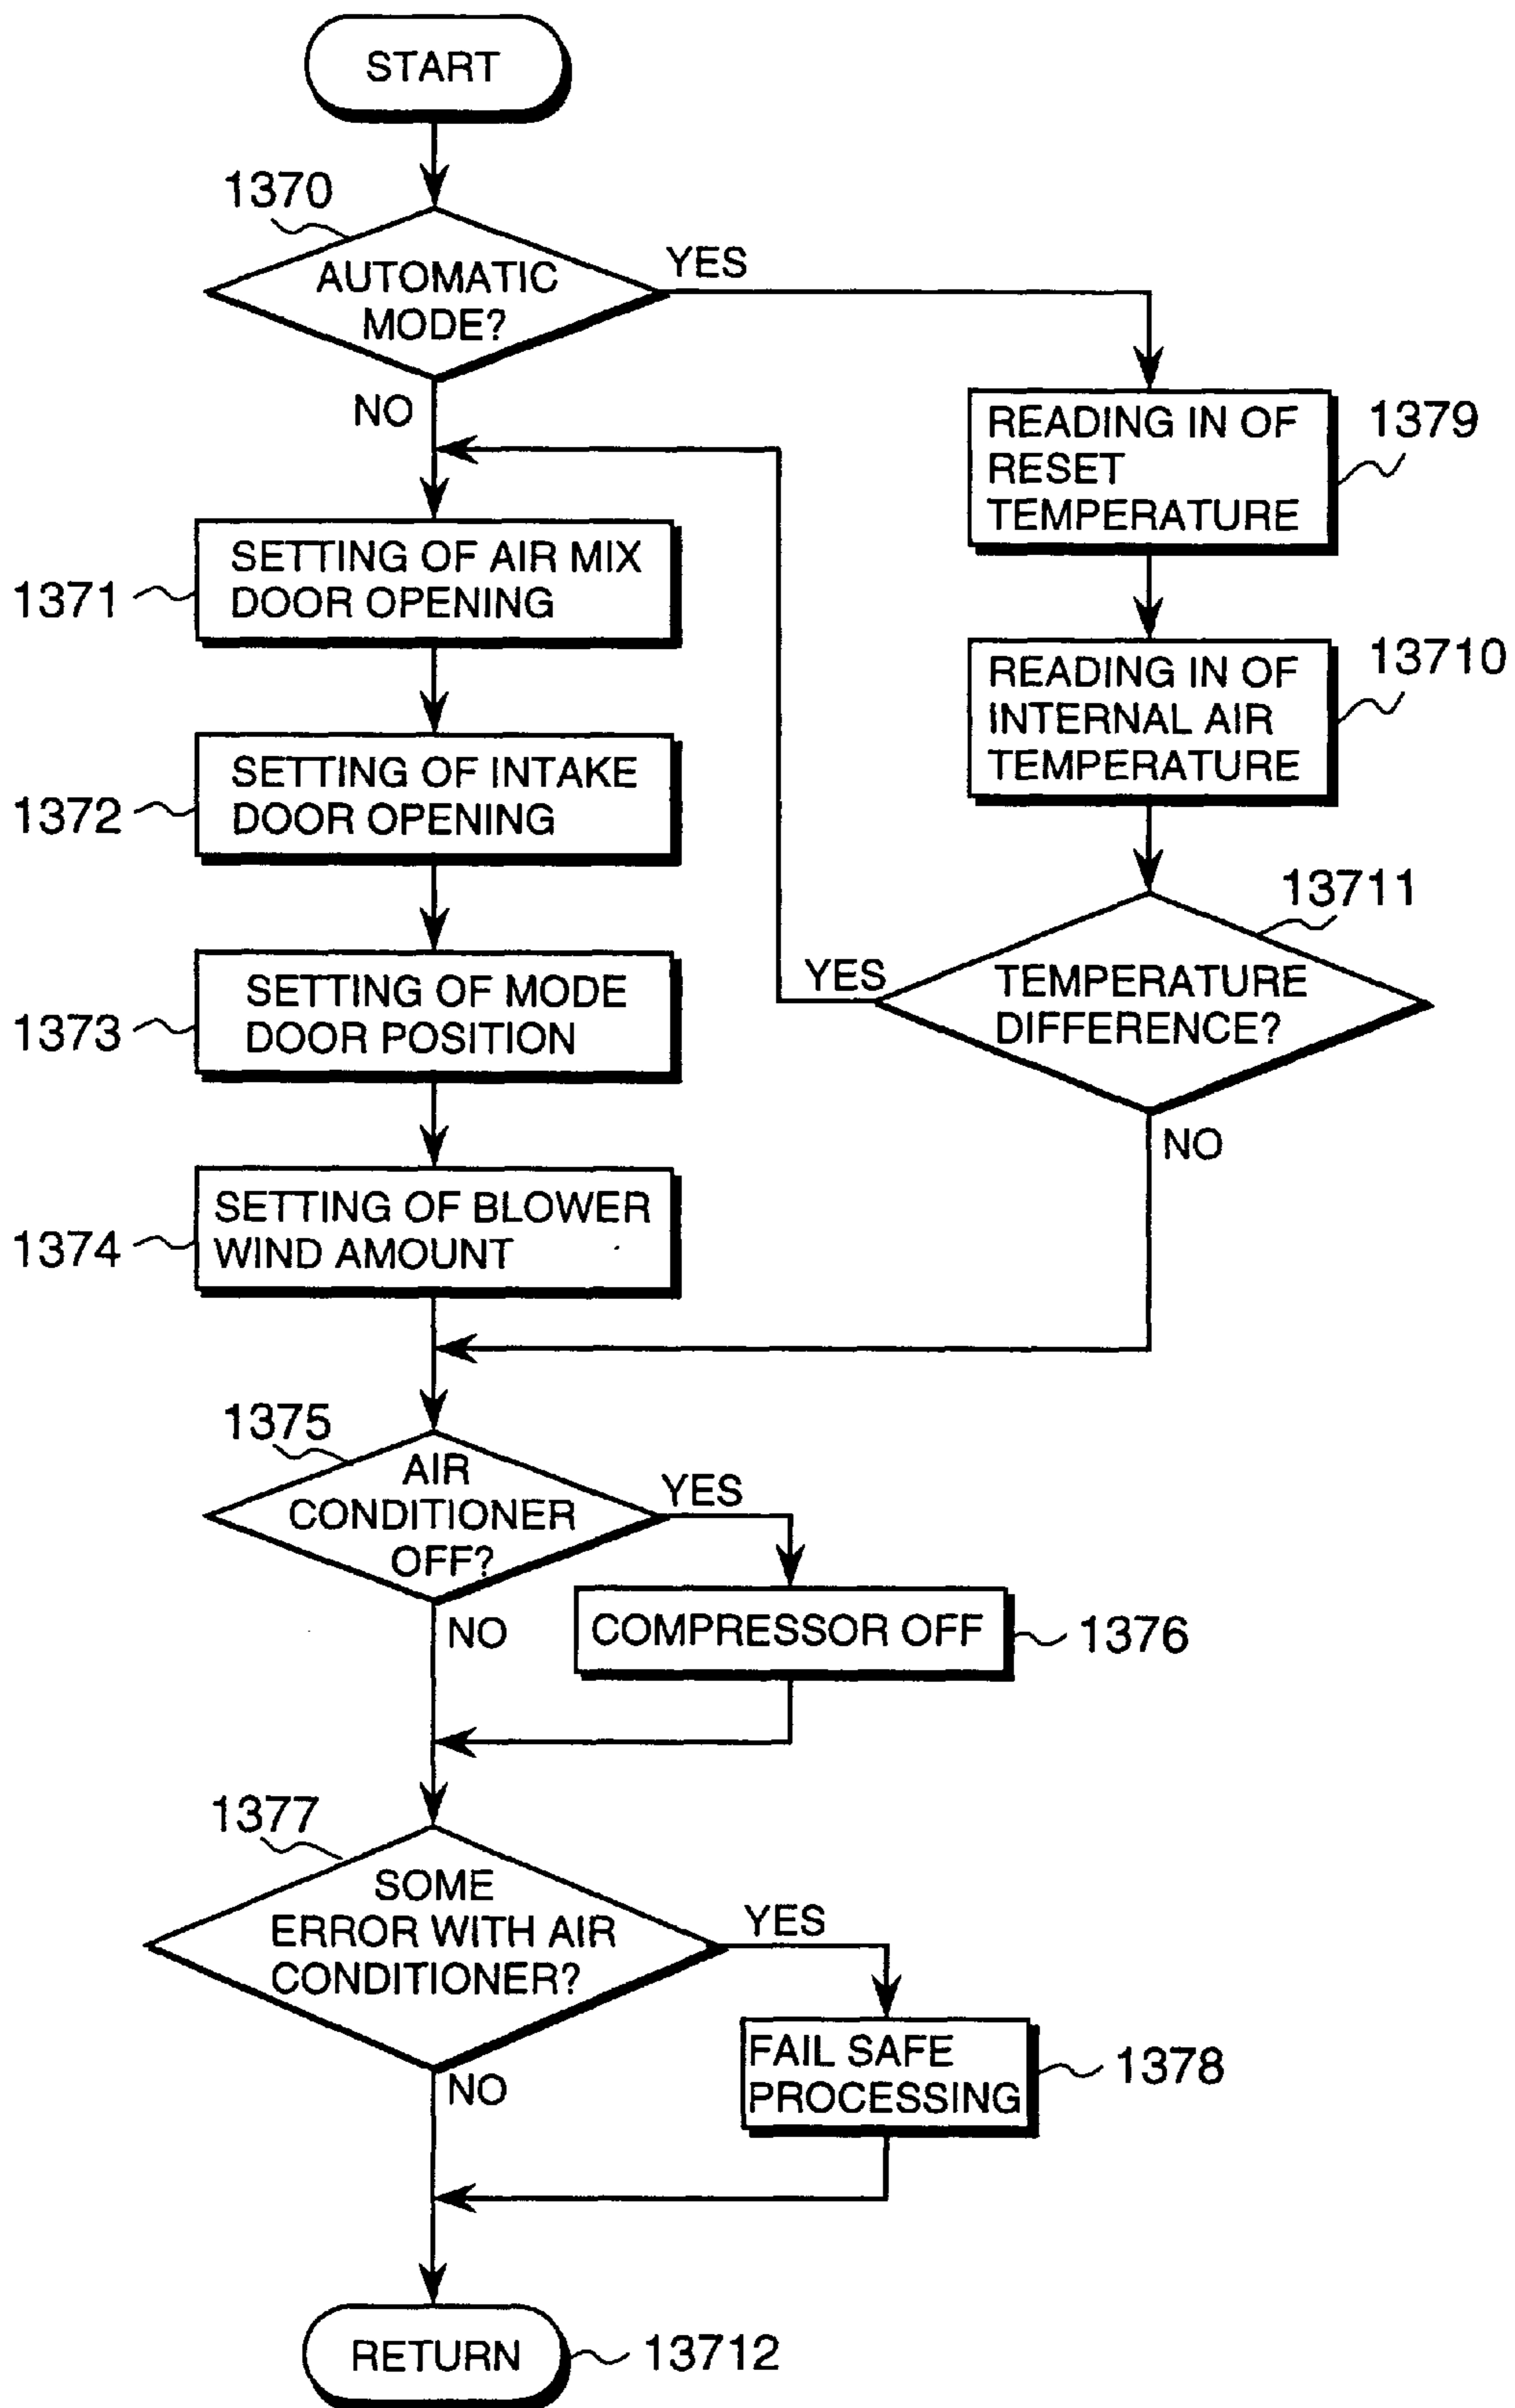 START
1370
AUTOMATIC
MODE?
YES
NO
READING IN OF
RESET
TEMPERATURE
1379
SETTING OF AIR MIX
DOOR OPENING
1371
READING IN OF
INTERNAL AIR
TEMPERATURE
13710
SETTING OF INTAKE
DOOR OPENING
1372
13711
TEMPERATURE
DIFFERENCE?
YES
NO
SETTING OF MODE
DOOR POSITION
1373
SETTING OF BLOWER
WIND AMOUNT
1374
1375
AIR
CONDITIONER
OFF?
YES
NO
COMPRESSOR OFF
1376
1377
SOME
ERROR WITH AIR
CONDITIONER?
YES
NO
FAIL SAFE
PROCESSING
1378
RETURN
13712